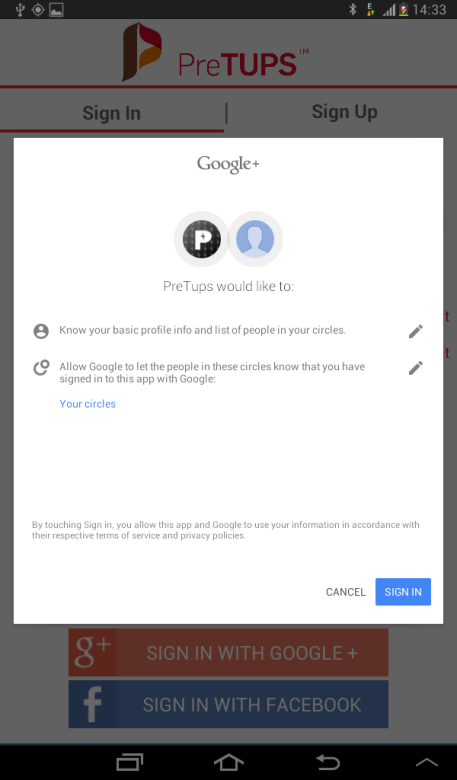 14:33
PreTUPS™
Sign In | Sign Up
Google+
PreTups would like to:
Know your basic profile info and list of people in your circles.
Allow Google to let the people in these circles know that you have
signed in to this app with Google:
Your circles
By touching Sign in, you allow this app and Google to use your information in accordance with
their respective terms of service and privacy policies.
CANCEL SIGN IN
g+ SIGN IN WITH GOOGLE +
f SIGN IN WITH FACEBOOK